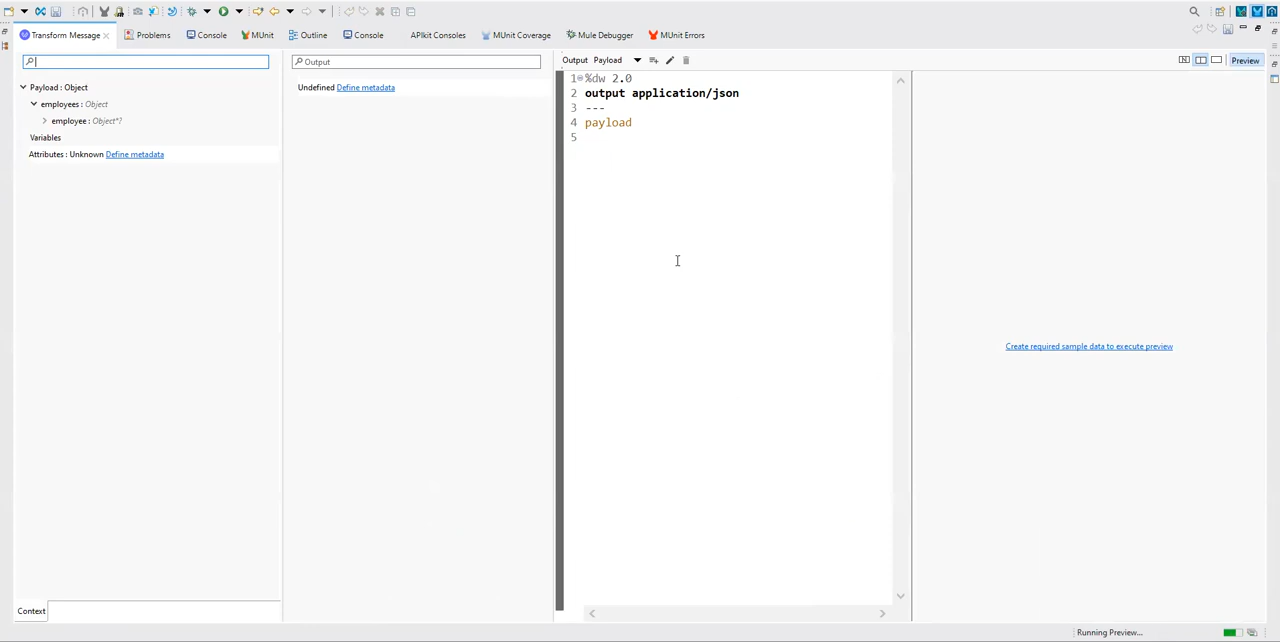 Transform Message
Problems
Console
MUnit
Outline
Console
APIkit Consoles
MUnit Coverage
Mule Debugger
MUnit Errors
Output
Output Payload
Preview
Payload : Object
employees : Object
employee : Object*?
Variables
Attributes : Unknown Define metadata
Undefined Define metadata
1 %dw 2.0
2 output application/json
3 ---
4 payload
5
Create required sample data to execute preview
Context
Running Preview...